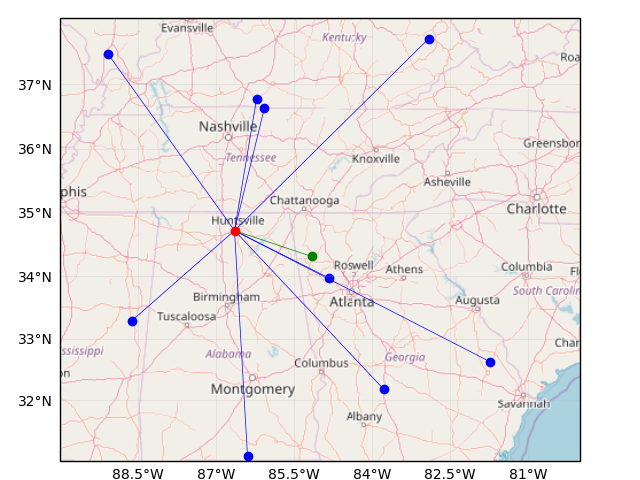 Evansville
Kentucky
Roa
37°N
Nashville
36°N
Greensbor
Tennessee
Knoxville
Asheville
phis
Chattanooga
35°N
Charlotte
Huntsville
Roswell
Athens
Columbia
Fl
34°N
South Carolin
Birmingham
Atlanta
Augusta
Tuscaloosa
33°N
Char
ssissippi
Alabama
Georgia
Columbus
on
Montgomery
32°N
Savannah
Albany
88.5°W
87°W
85.5°W
84°W
82.5°W
81°W